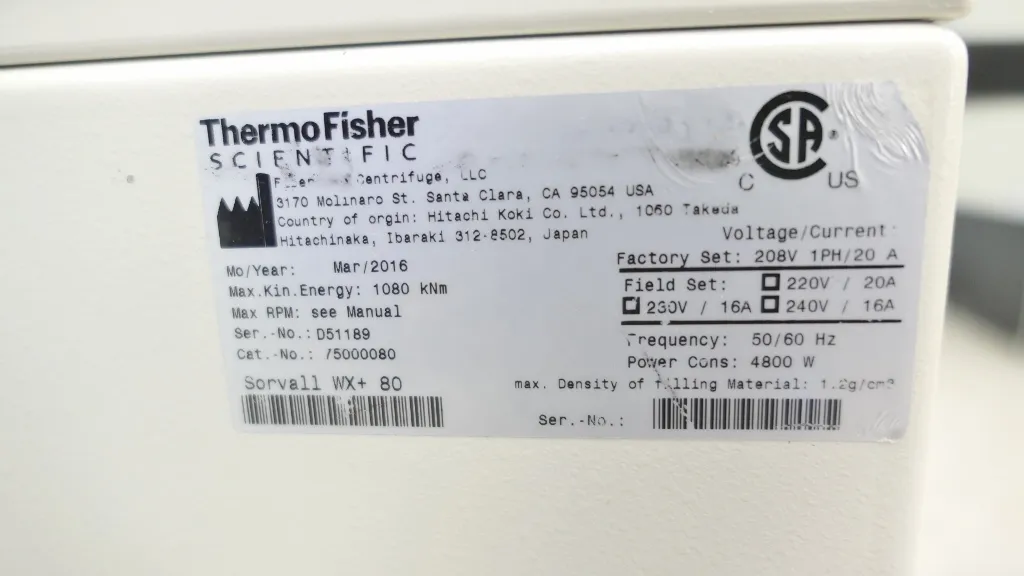 ThermoFisher
SCIENTIFIC
Centrifuge, LLC
3170 Molinaro St. Santa Clara, CA 95054 USA
Country of orgin: Hitachi Koki Co. Ltd., 1060 Takeda
Hitachinaka, Ibaraki 312-8502, Japan
CSA®
C US
Mo/Year: Mar/2016
Max.Kin.Energy: 1080 kNm
Max RPM: see Manual
Ser.-No.: D51189
Cat.-No.: 75000080
Sorvall WX+ 80
Voltage/Current
Factory Set: 208V 1PH/20 A
Field Set: 220V / 20A
230V / 16A 240V / 16A
Frequency: 50/60 Hz
Power Cons: 4800 W
max. Density of filling Material: 1.2g/cm³
Ser.-No.: